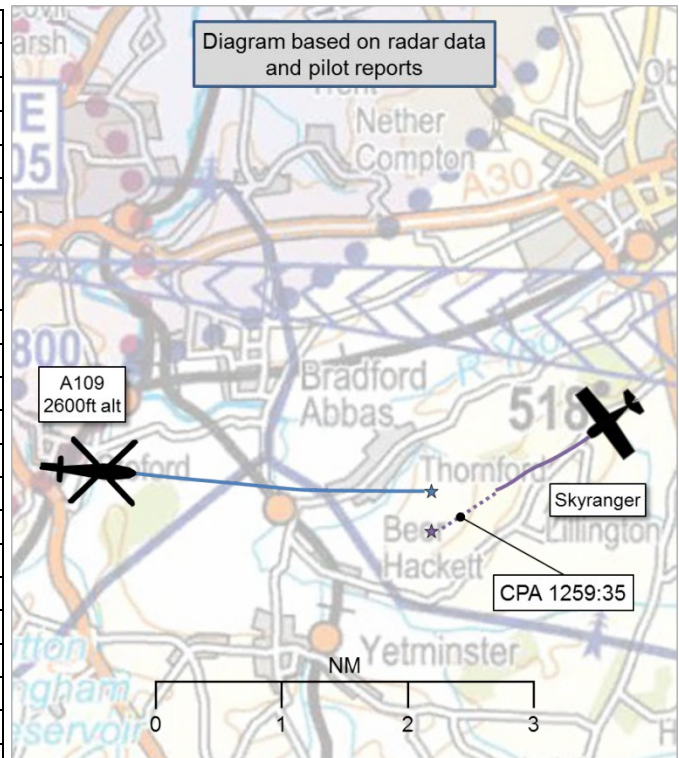 Diagram based on radar data
and pilot reports
Nether
Compton
A30
800
A109
2600ft alt
Bradford
Abbas
R Yeo
518
Thornford
Skyranger
Lillington
Hackett
CPA 1259:35
Yetminster
NM
0 1 2 3